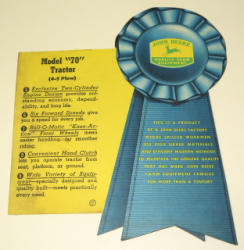 Model "70"
Tractor
(4-5 Plow)
1 Exclusive Two-Cylinder
Engine Design provides out-
standing economy, depend-
ability, and long life.
2 Six Forward Speeds give
you a speed for every job.
3 Roll-O-Matic "Knee-Ac-
tion" Front Wheels mean
easier handling—smoother
riding.
4 Convenient Hand Clutch
lets you operate tractor from
seat, platform, or ground.
5 Wide Variety of Equip-
ment—specially designed and
quality built—meets practically
every need.
JOHN DEERE
QUALITY FARM
EQUIPMENT
THIS IS A PRODUCT
OF A JOHN DEERE FACTORY
WHERE SKILLED WORKMEN
USE HIGH GRADE MATERIALS
AND EFFICIENT MODERN METHODS
TO MAINTAIN THE GENUINE QUALITY
THAT HAS MADE JOHN DEERE
FARM EQUIPMENT FAMOUS
FOR MORE THAN A CENTURY